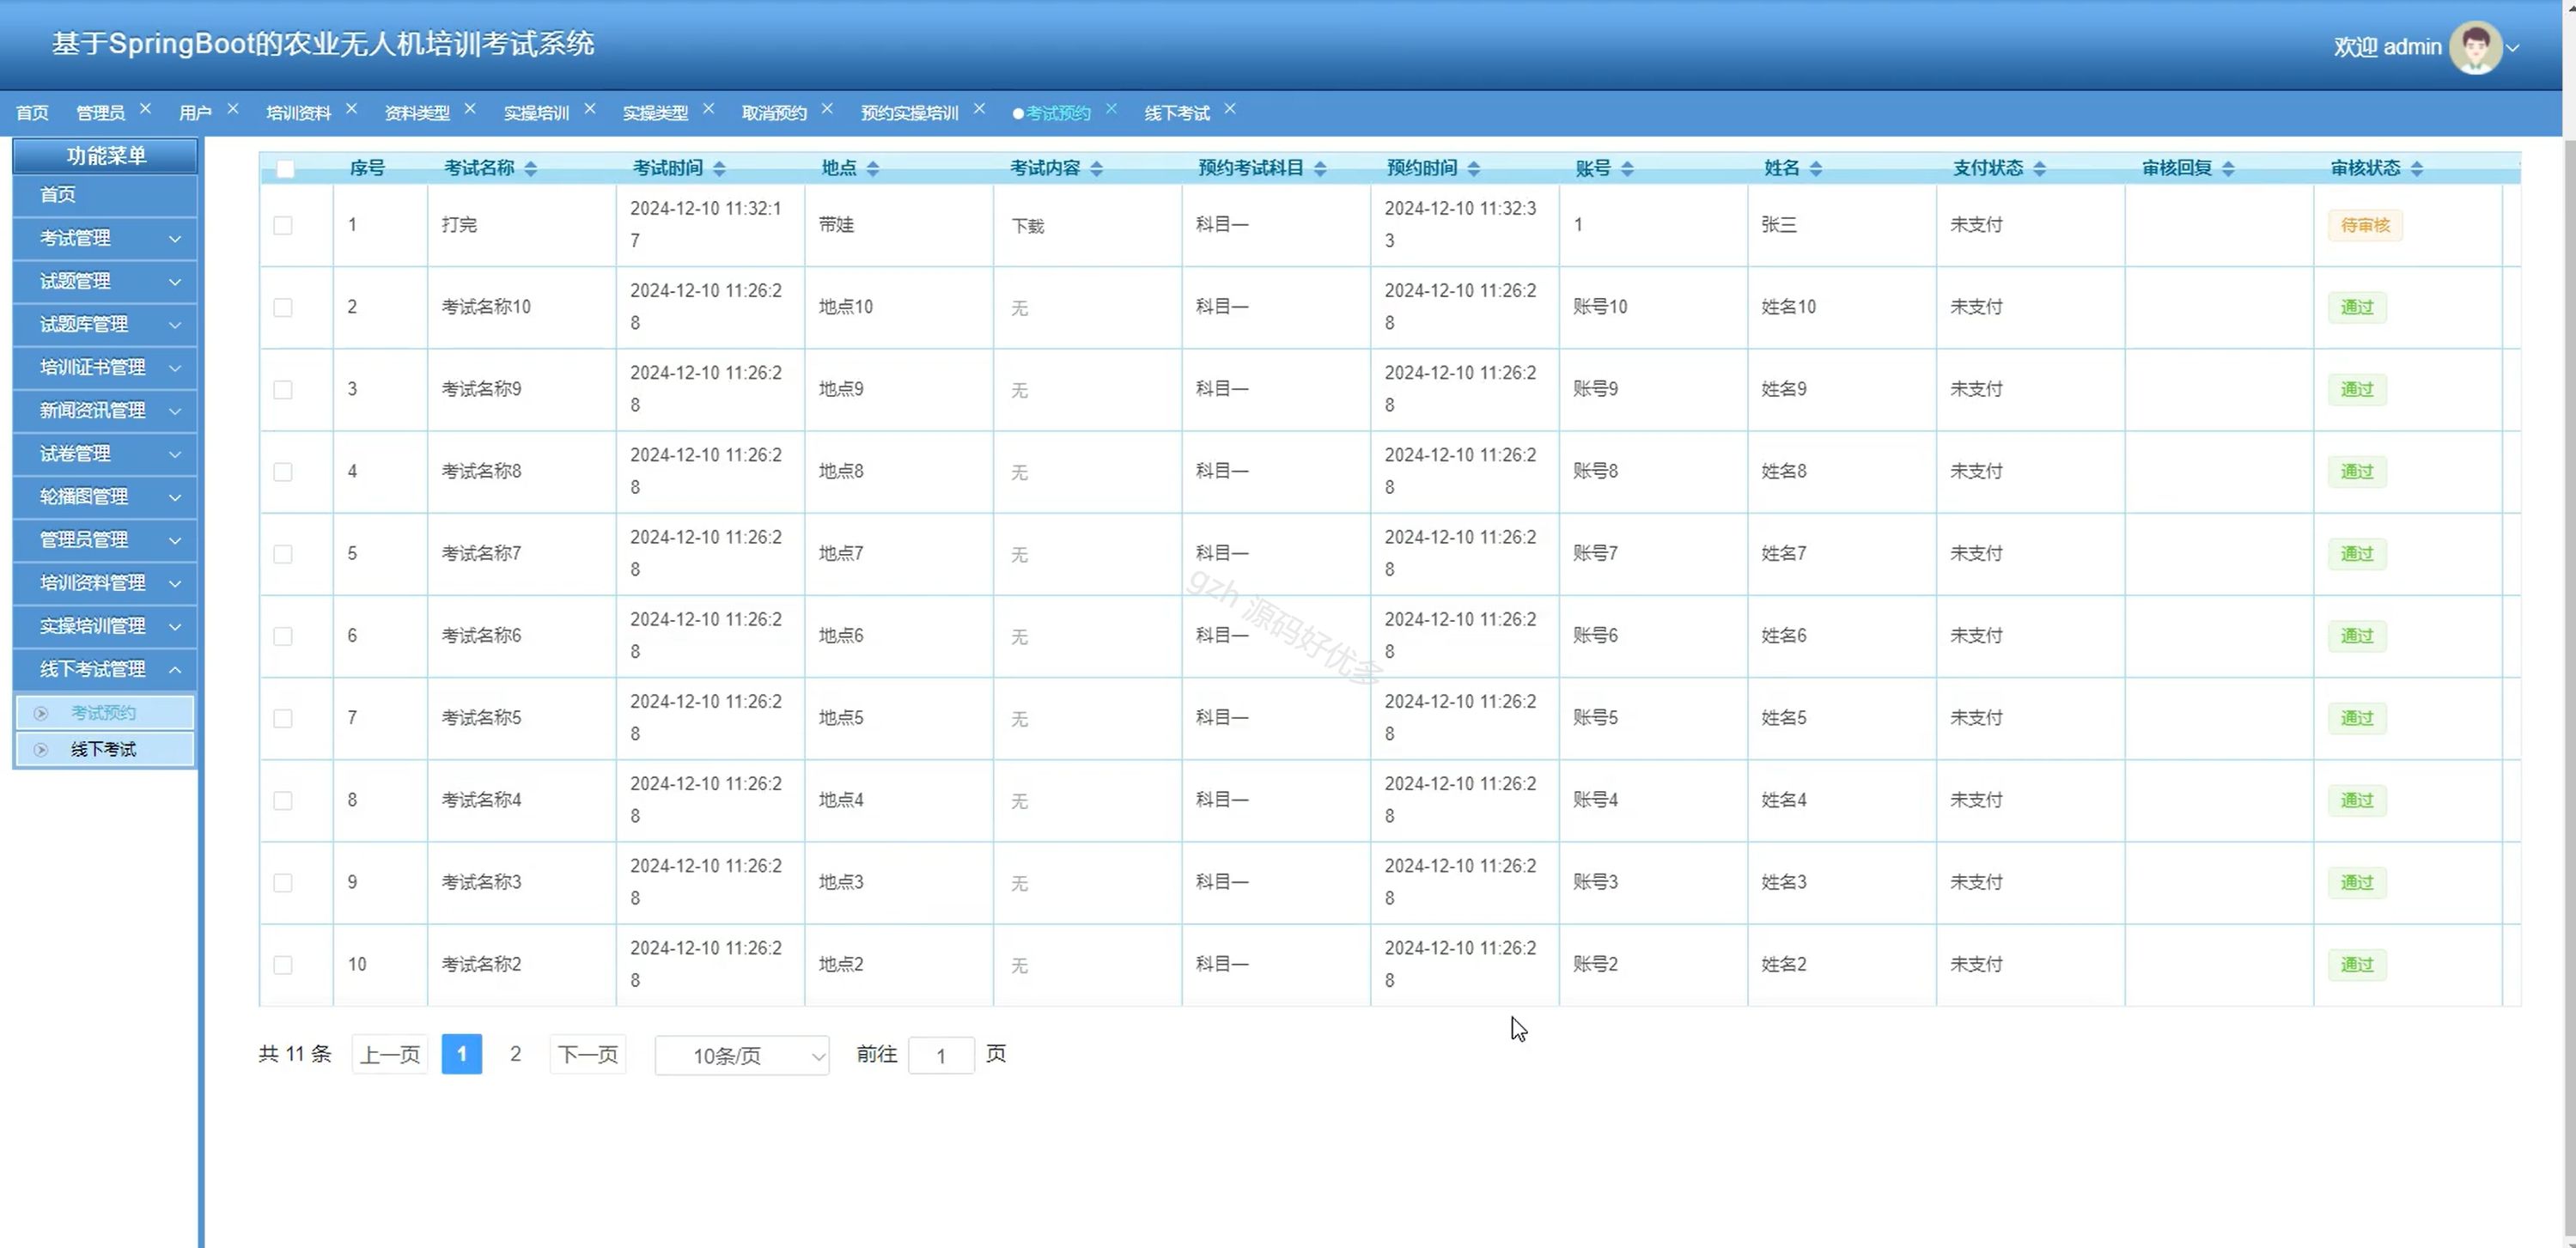 基于SpringBoot的农业无人机培训考试系统
欢迎 admin
首页 管理员 用户 培训资料 资料类型 实操培训 实操类型 取消预约 预约实操培训 考试预约 线下考试
功能菜单
首页
考试管理
试题管理
试题库管理
培训证书管理
新闻资讯管理
试卷管理
轮播图管理
管理员管理
培训资料管理
实操培训管理
线下考试管理
考试预约
线下考试
序号 考试名称 考试时间 地点 考试内容 预约考试科目 预约时间 账号 姓名 支付状态 审核回复 审核状态
1 打完 2024-12-10 11:32:17 带娃 下载 科目一 2024-12-10 11:32:33 1 张三 未支付 待审核
2 考试名称10 2024-12-10 11:26:28 地点10 无 科目一 2024-12-10 11:26:28 账号10 姓名10 未支付 通过
3 考试名称9 2024-12-10 11:26:28 地点9 无 科目一 2024-12-10 11:26:28 账号9 姓名9 未支付 通过
4 考试名称8 2024-12-10 11:26:28 地点8 无 科目一 2024-12-10 11:26:28 账号8 姓名8 未支付 通过
5 考试名称7 2024-12-10 11:26:28 地点7 无 科目一 2024-12-10 11:26:28 账号7 姓名7 未支付 通过
6 考试名称6 2024-12-10 11:26:28 地点6 无 科目一 2024-12-10 11:26:28 账号6 姓名6 未支付 通过
7 考试名称5 2024-12-10 11:26:28 地点5 无 科目一 2024-12-10 11:26:28 账号5 姓名5 未支付 通过
8 考试名称4 2024-12-10 11:26:28 地点4 无 科目一 2024-12-10 11:26:28 账号4 姓名4 未支付 通过
9 考试名称3 2024-12-10 11:26:28 地点3 无 科目一 2024-12-10 11:26:28 账号3 姓名3 未支付 通过
10 考试名称2 2024-12-10 11:26:28 地点2 无 科目一 2024-12-10 11:26:28 账号2 姓名2 未支付 通过
gzh 源码好优多
共 11 条 上一页 1 2 下一页 10条/页 前往 1 页